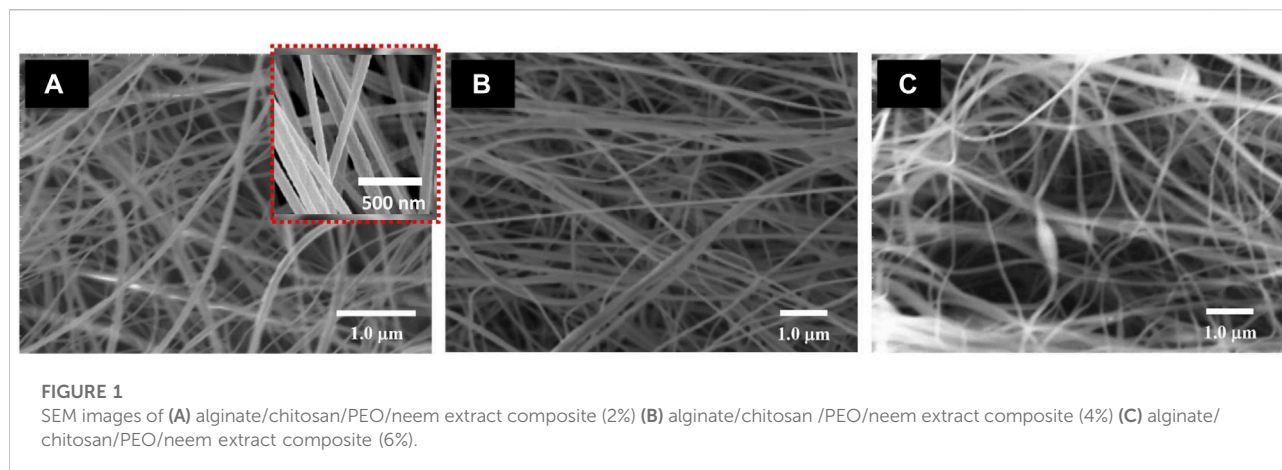 A
500 nm
1.0 μm
B
1.0 μm
C
1.0 μm
FIGURE 1
SEM images of (A) alginate/chitosan/PEO/neem extract composite (2%) (B) alginate/chitosan /PEO/neem extract composite (4%) (C) alginate/
chitosan/PEO/neem extract composite (6%).